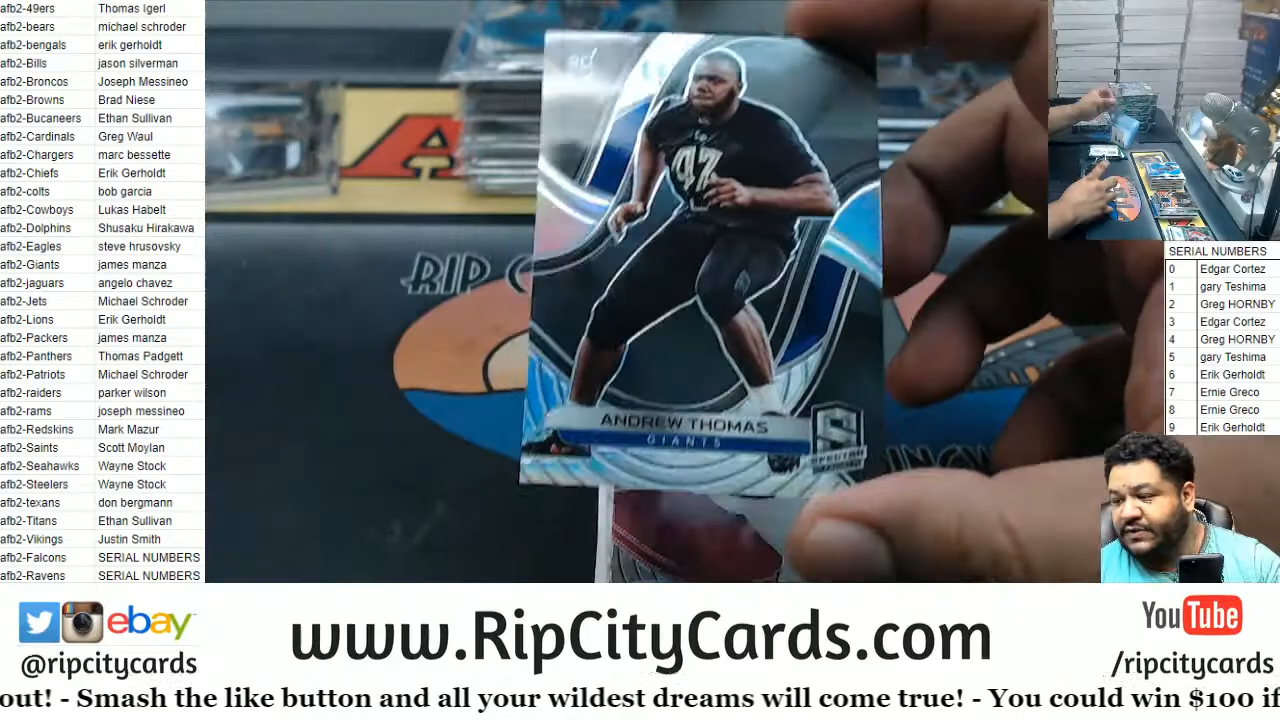 afb2-49ers Thomas Igerl
afb2-bears michael schroder
afb2-bengals erik gerholdt
afb2-Bills jason silverman
afb2-Broncos Joseph Messineo
afb2-Browns Brad Niese
afb2-Bucaneers Ethan Sullivan
afb2-Cardinals Greg Waul
afb2-Chargers marc bessette
afb2-Chiefs Erik Gerholdt
afb2-colts bob garcia
afb2-Cowboys Lukas Habelt
afb2-Dolphins Shusaku Hirakawa
afb2-Eagles steve hrusovsky
afb2-Giants james manza
afb2-jaguars angelo chavez
afb2-Jets Michael Schroder
afb2-Lions Erik Gerholdt
afb2-Packers james manza
afb2-Panthers Thomas Padgett
afb2-Patriots Michael Schroder
afb2-raiders parker wilson
afb2-rams joseph messineo
afb2-Redskins Mark Mazur
afb2-Saints Scott Moylan
afb2-Seahawks Wayne Stock
afb2-Steelers Wayne Stock
afb2-texans don bergmann
afb2-Titans Ethan Sullivan
afb2-Vikings Justin Smith
afb2-Falcons SERIAL NUMBERS
afb2-Ravens SERIAL NUMBERS
RIP
ANDREW THOMAS
GIANTS
SPECTRA
SERIAL NUMBERS
0 Edgar Cortez
1 gary Teshima
2 Greg HORNBY
3 Edgar Cortez
4 Greg HORNBY
5 gary Teshima
6 Erik Gerholdt
7 Ernie Greco
8 Ernie Greco
9 Erik Gerholdt
ebay
@ripcitycards
www.RipCityCards.com
YouTube
/ripcitycards
out! - Smash the like button and all your wildest dreams will come true! - You could win $100 if